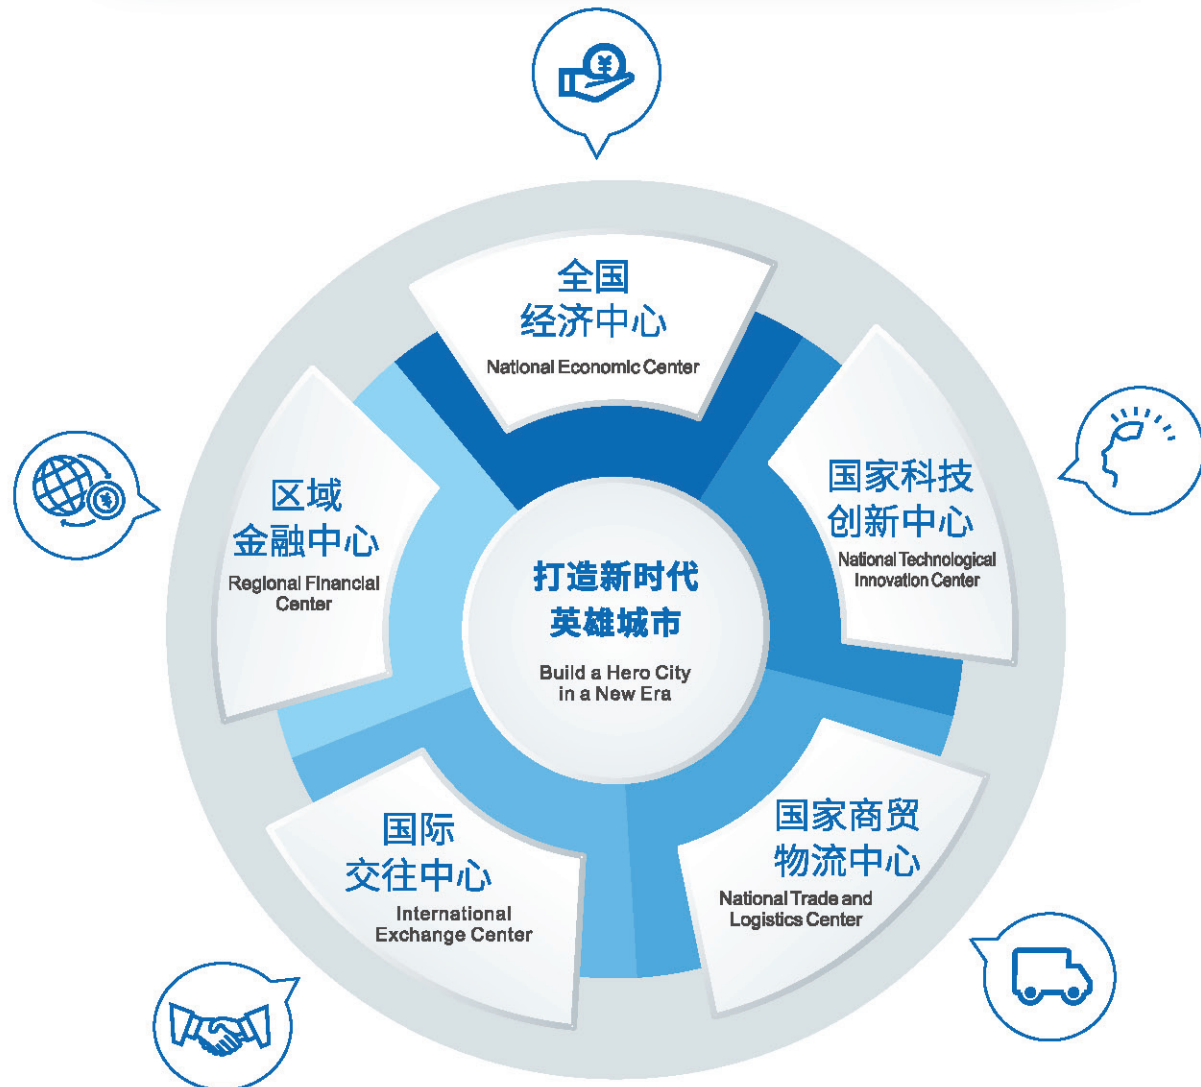 全国
经济中心
National Economic Center
国家科技
创新中心
National Technological
Innovation Center
国家商贸
物流中心
National Trade and
Logistics Center
国际
交往中心
International
Exchange Center
区域
金融中心
Regional Financial
Center
打造新时代
英雄城市
Build a Hero City
in a New Era
¥
¥